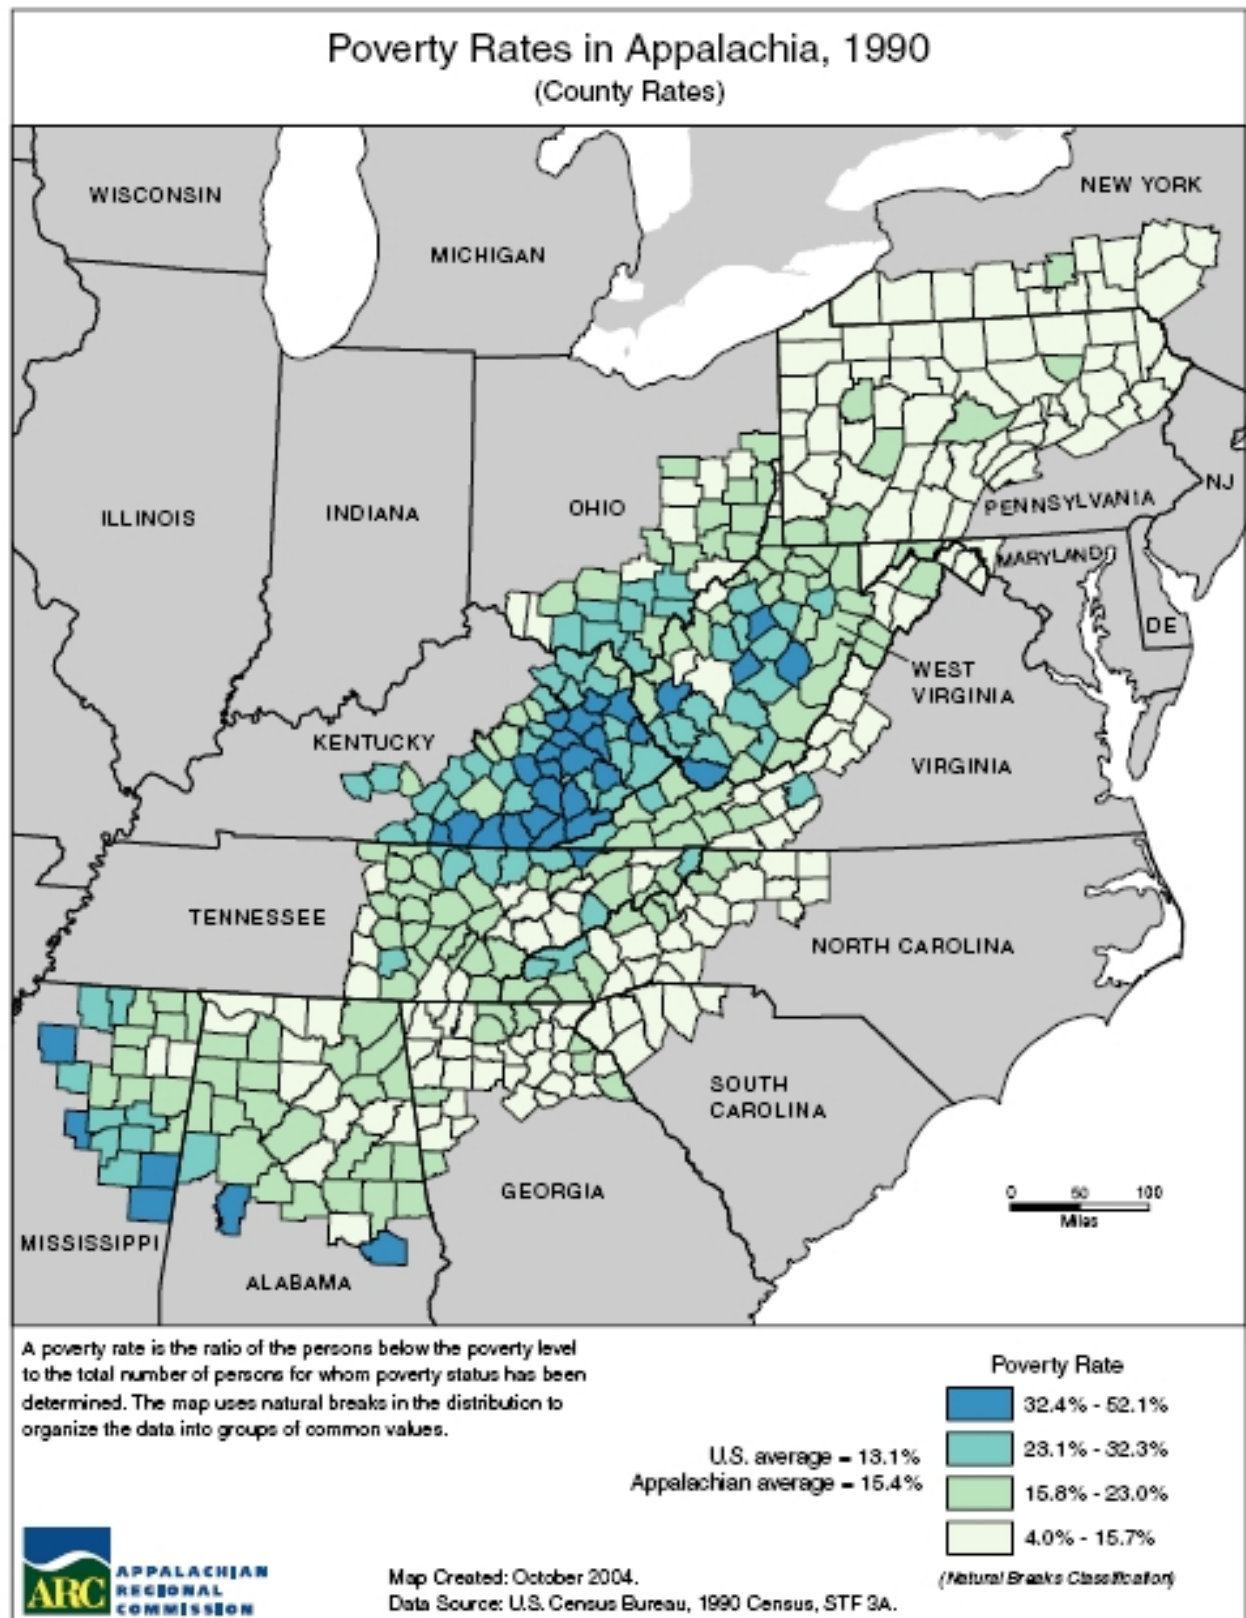 Poverty Rates in Appalachia, 1990
(County Rates)
WISCONSIN
NEW YORK
MICHIGAN
ILLINOIS
INDIANA
OHIO
PENNSYLVANIA
NJ
MARYLAND
DE
WEST
VIRGINIA
KENTUCKY
VIRGINIA
TENNESSEE
NORTH CAROLINA
SOUTH
CAROLINA
GEORGIA
MISSISSIPPI
ALABAMA
0 50 100
Miles
A poverty rate is the ratio of the persons below the poverty level
to the total number of persons for whom poverty status has been
determined. The map uses natural breaks in the distribution to
organize the data into groups of common values.
U.S. average = 13.1%
Appalachian average = 15.4%
Poverty Rate
32.4% - 52.1%
23.1% - 32.3%
15.8% - 23.0%
4.0% - 15.7%
(Natural Breaks Classification)
ARC
APPALACHIAN
REGIONAL
COMMISSION
Map Created: October 2004.
Data Source: U.S. Census Bureau, 1990 Census, STF 3A.